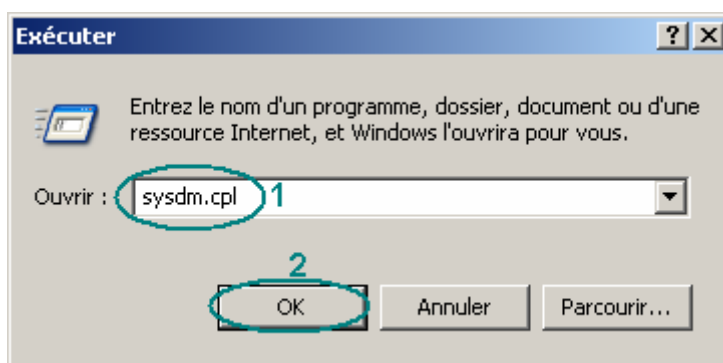 Exécuter
Entrez le nom d'un programme, dossier, document ou d'une
ressource Internet, et Windows l'ouvrira pour vous.
Ouvrir : sysdm.cpl 1
2
OK Annuler Parcourir...